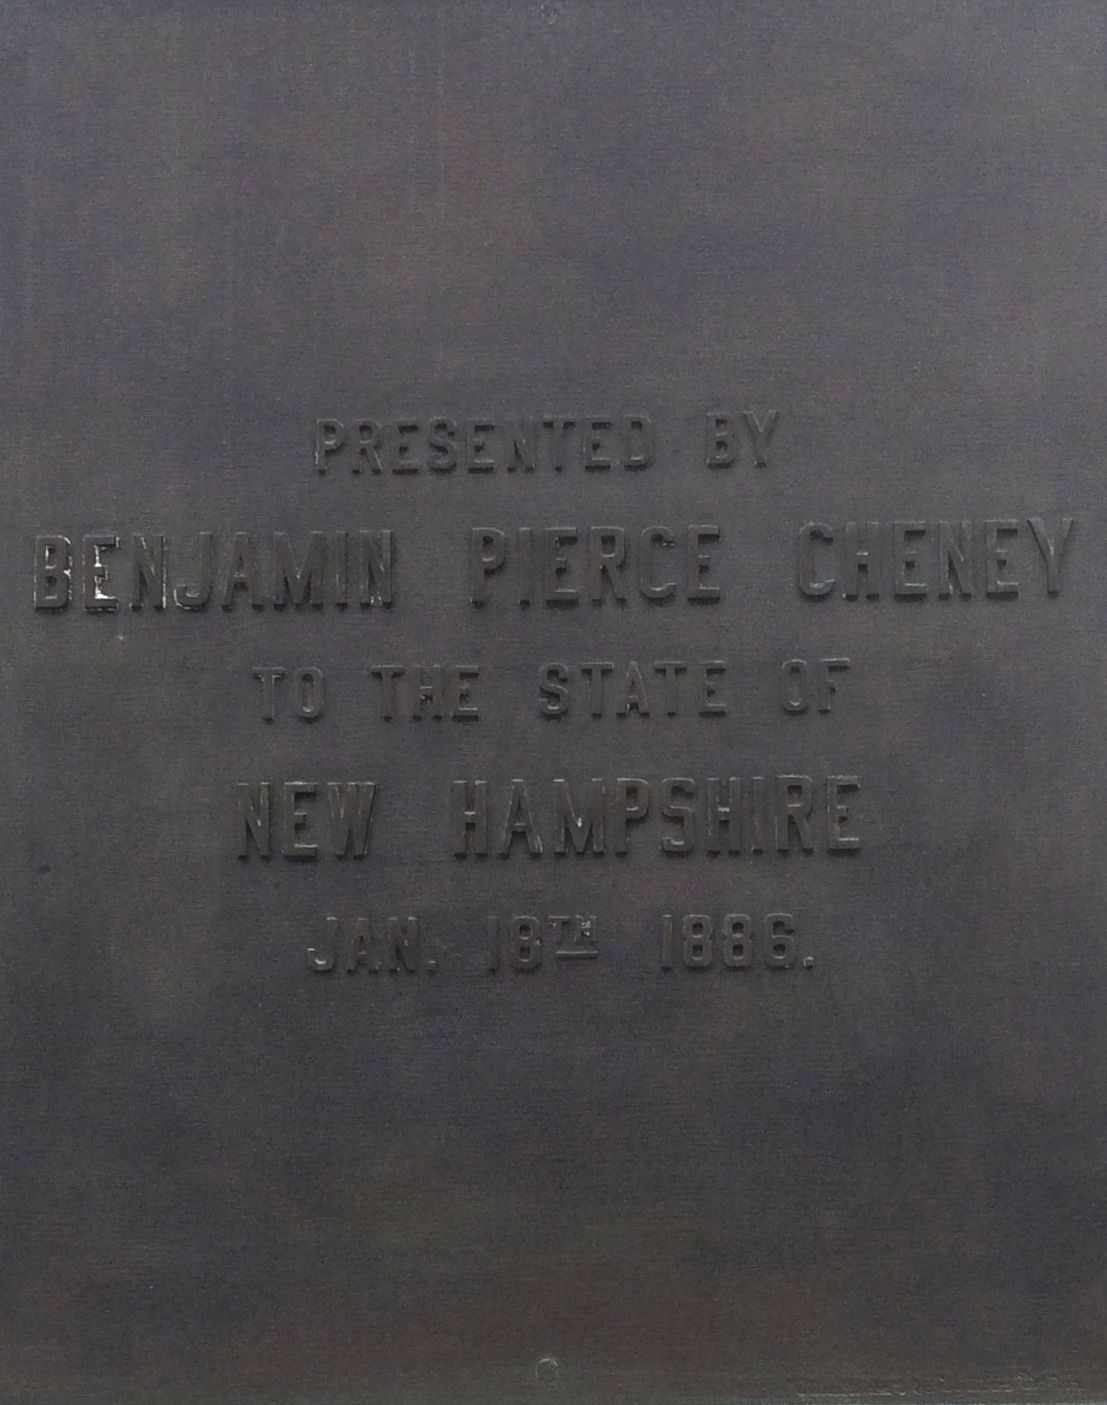 PRESENTED BY
BENJAMIN PIERCE CHENEY
TO THE STATE OF
NEW HAMPSHIRE
JAN. 18TH 1886.